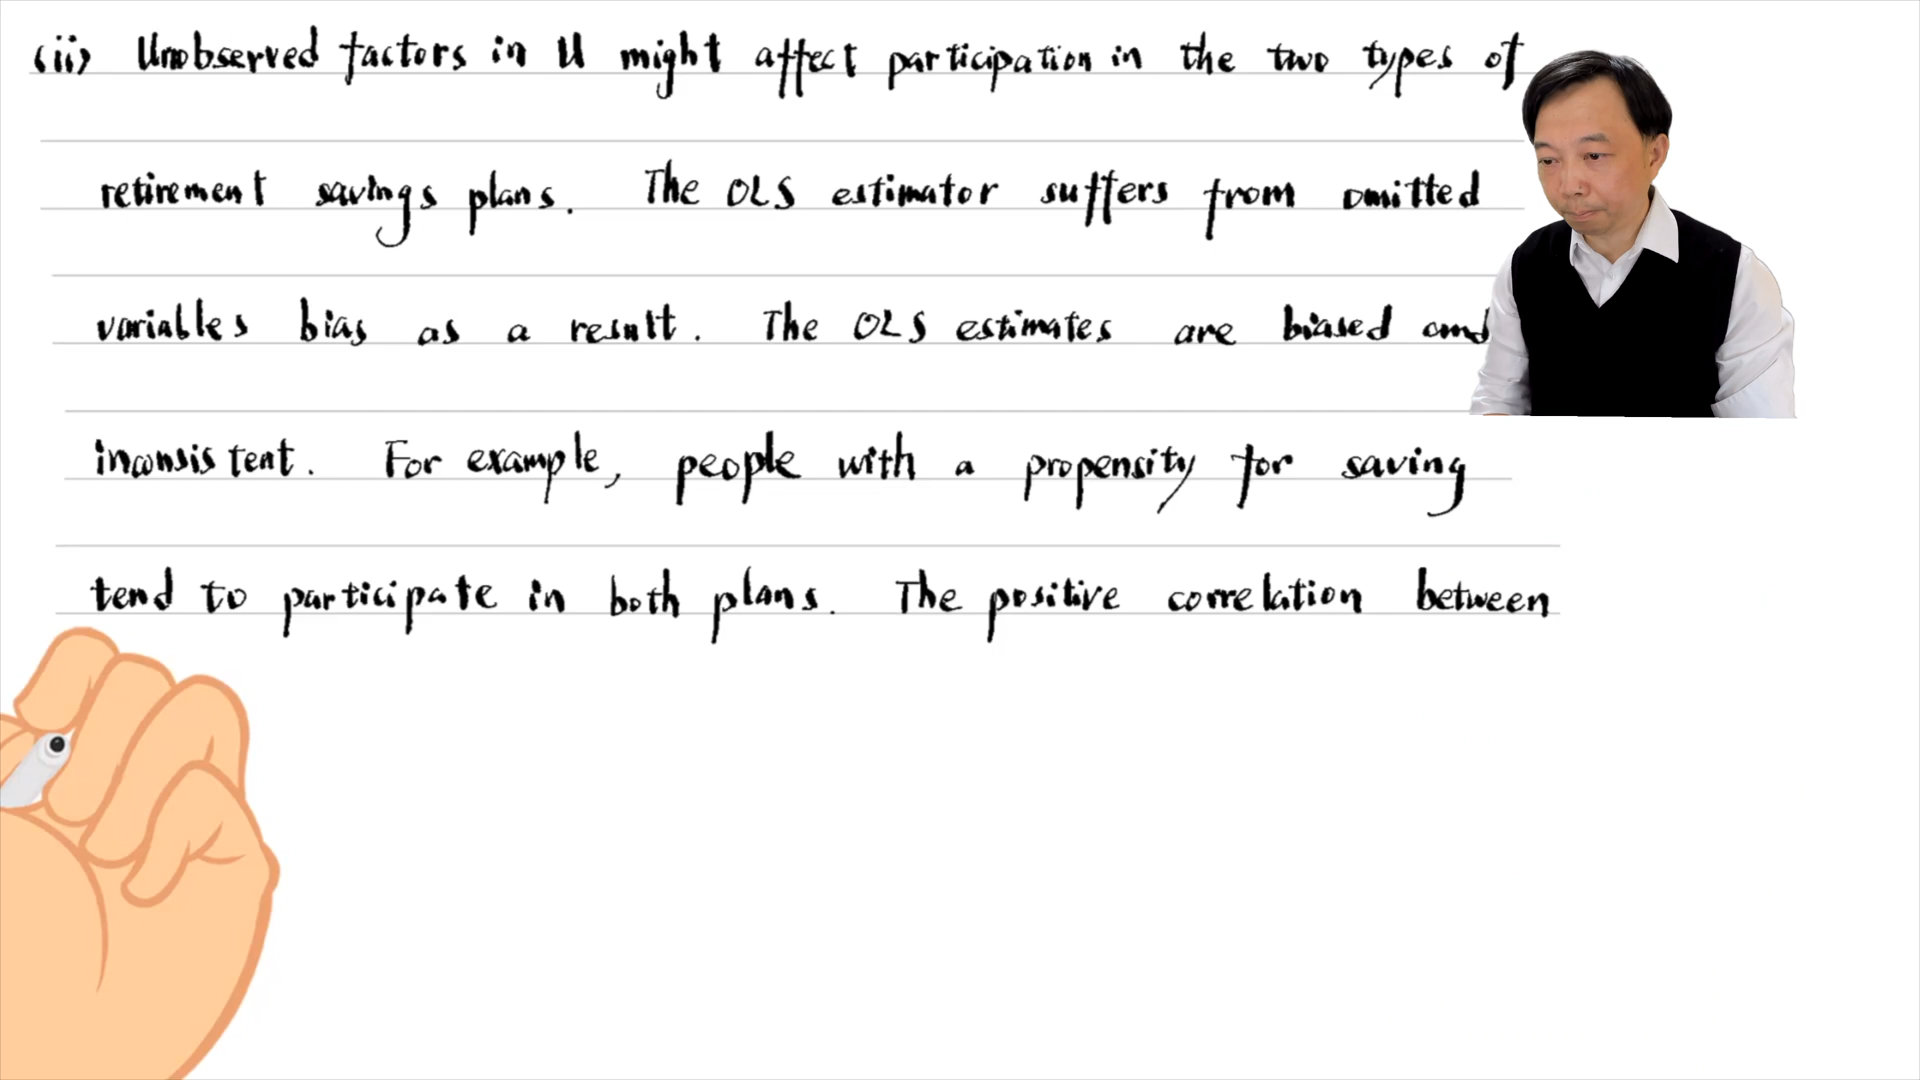 (ii) Unobserved factors in u might affect participation in the two types of
retirement savings plans. The OLS estimator suffers from omitted
variables bias as a result. The OLS estimates are biased and
inconsistent. For example, people with a propensity for saving
tend to participate in both plans. The positive correlation between